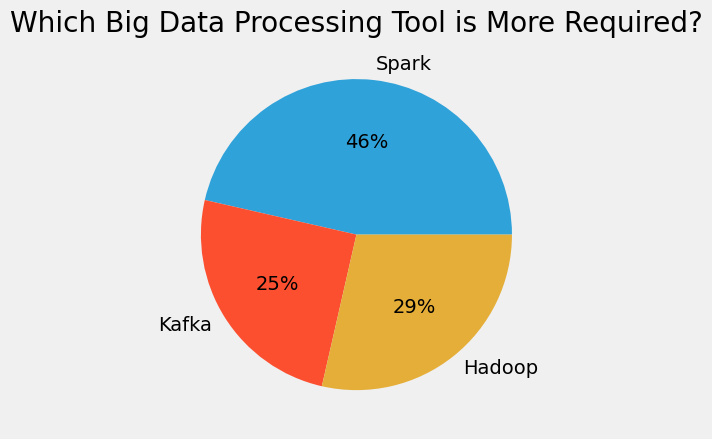 Which Big Data Processing Tool is More Required?
Spark
46%
25%
29%
Kafka
Hadoop